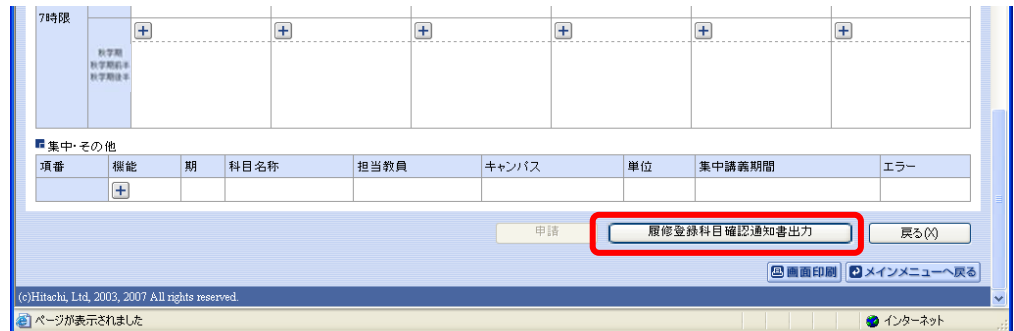 7時限
秋学期
秋学期前半
秋学期後半
集中・その他
項番 機能 期 科目名称 担当教員 キャンパス 単位 集中講義期間 エラー
申請 履修登録科目確認通知書出力 戻る(X)
画面印刷 メインメニューへ戻る
(c)Hitachi, Ltd, 2003, 2007 All rights reserved.
ページが表示されました インターネット